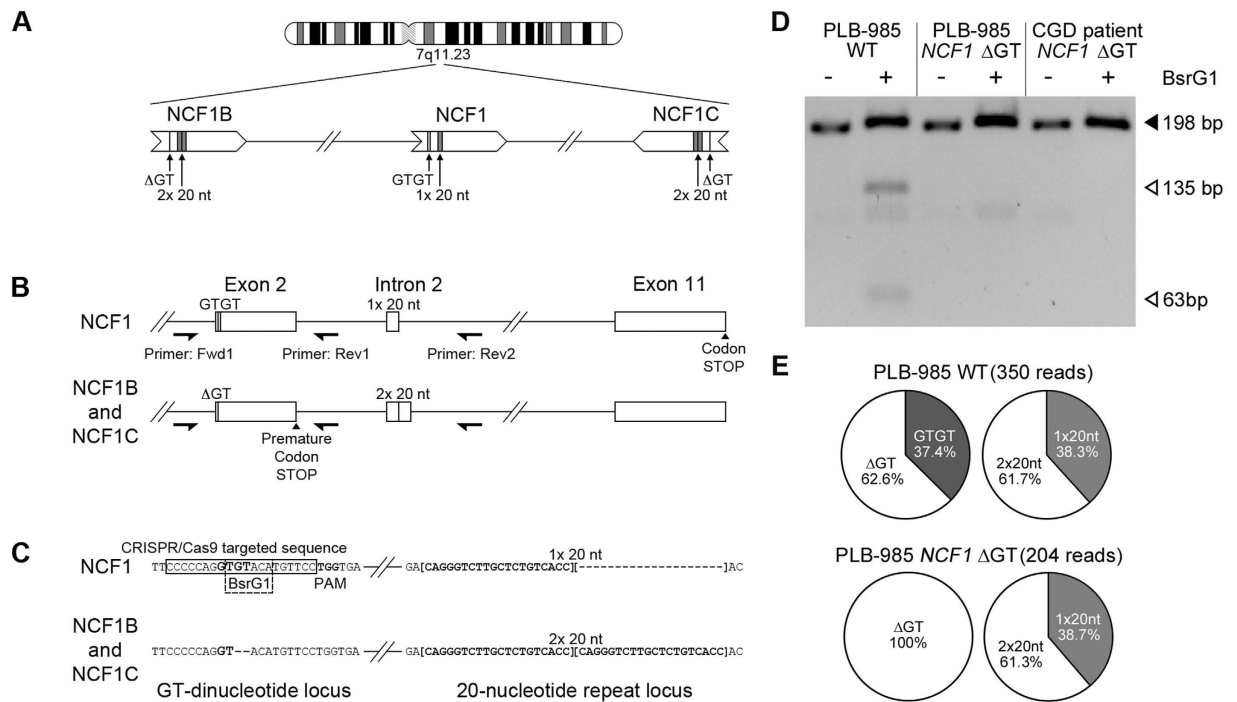 A
7q11.23
NCF1B NCF1 NCF1C
ΔGT GTGT ΔGT
2x 20 nt 1x 20 nt 2x 20 nt
B
Exon 2 Intron 2 Exon 11
GTGT 1x 20 nt
NCF1
Primer: Fwd1 Primer: Rev1 Primer: Rev2
Codon
STOP
NCF1B
and
NCF1C
ΔGT 2x 20 nt
Premature
Codon
STOP
C
CRISPR/Cas9 targeted sequence
1x 20 nt
NCF1
TTCCCCCAGGTGTACATGTTCCTGGTGA GA[CAGGGTCTTGCTCTGTCACC][--------------------]AC
BsrG1 PAM
NCF1B
and
NCF1C
2x 20 nt
TTCCCCCAGGT--ACATGTTCCTGGTGA GA[CAGGGTCTTGCTCTGTCACC][CAGGGTCTTGCTCTGTCACC]AC
GT-dinucleotide locus 20-nucleotide repeat locus
D
PLB-985 PLB-985 CGD patient
WT NCF1 ΔGT NCF1 ΔGT
- + - + - + BsrG1
198 bp
135 bp
63bp
E
PLB-985 WT (350 reads)
GTGT
37.4%
ΔGT
62.6%
1x20nt
38.3%
2x20nt
61.7%
PLB-985 NCF1 ΔGT (204 reads)
ΔGT
100%
1x20nt
38.7%
2x20nt
61.3%